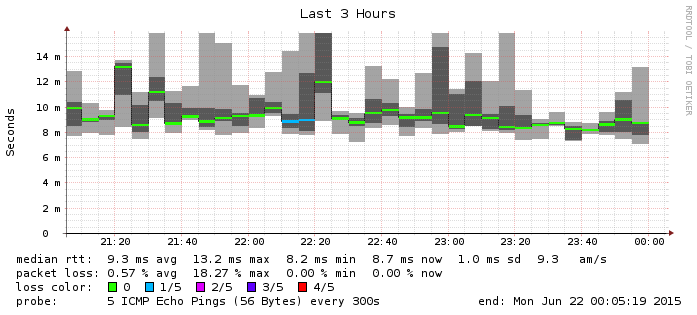 Last 3 Hours
RRDTOOL / TOBI OETIKER
Seconds
14 m
12 m
10 m
8 m
6 m
4 m
2 m
0
21:20 21:40 22:00 22:20 22:40 23:00 23:20 23:40 00:00
median rtt: 9.3 ms avg 13.2 ms max 8.2 ms min 8.7 ms now 1.0 ms sd 9.3 am/s
packet loss: 0.57 % avg 18.27 % max 0.00 % min 0.00 % now
loss color: 0 1/5 2/5 3/5 4/5
probe: 5 ICMP Echo Pings (56 Bytes) every 300s end: Mon Jun 22 00:05:19 2015